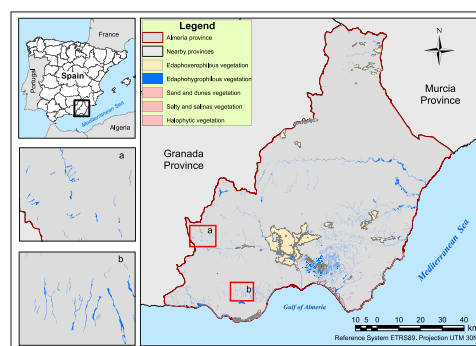 France
Portugal
Spain
Mediterranean Sea
Algeria
a
b
Legend
Almería province
Nearby provinces
Edaphoxerophilous vegetation
Edaphohygrophilous vegetation
Sand and dunes vegetation
Salty and salinas vegetation
Halophytic vegetation
N
Murcia
Province
Granada
Province
a
b
Mediterranean Sea
Gulf of Almeria
10 5 0 10 20 30 40
km
Reference System ETRS89. Projection UTM 30N